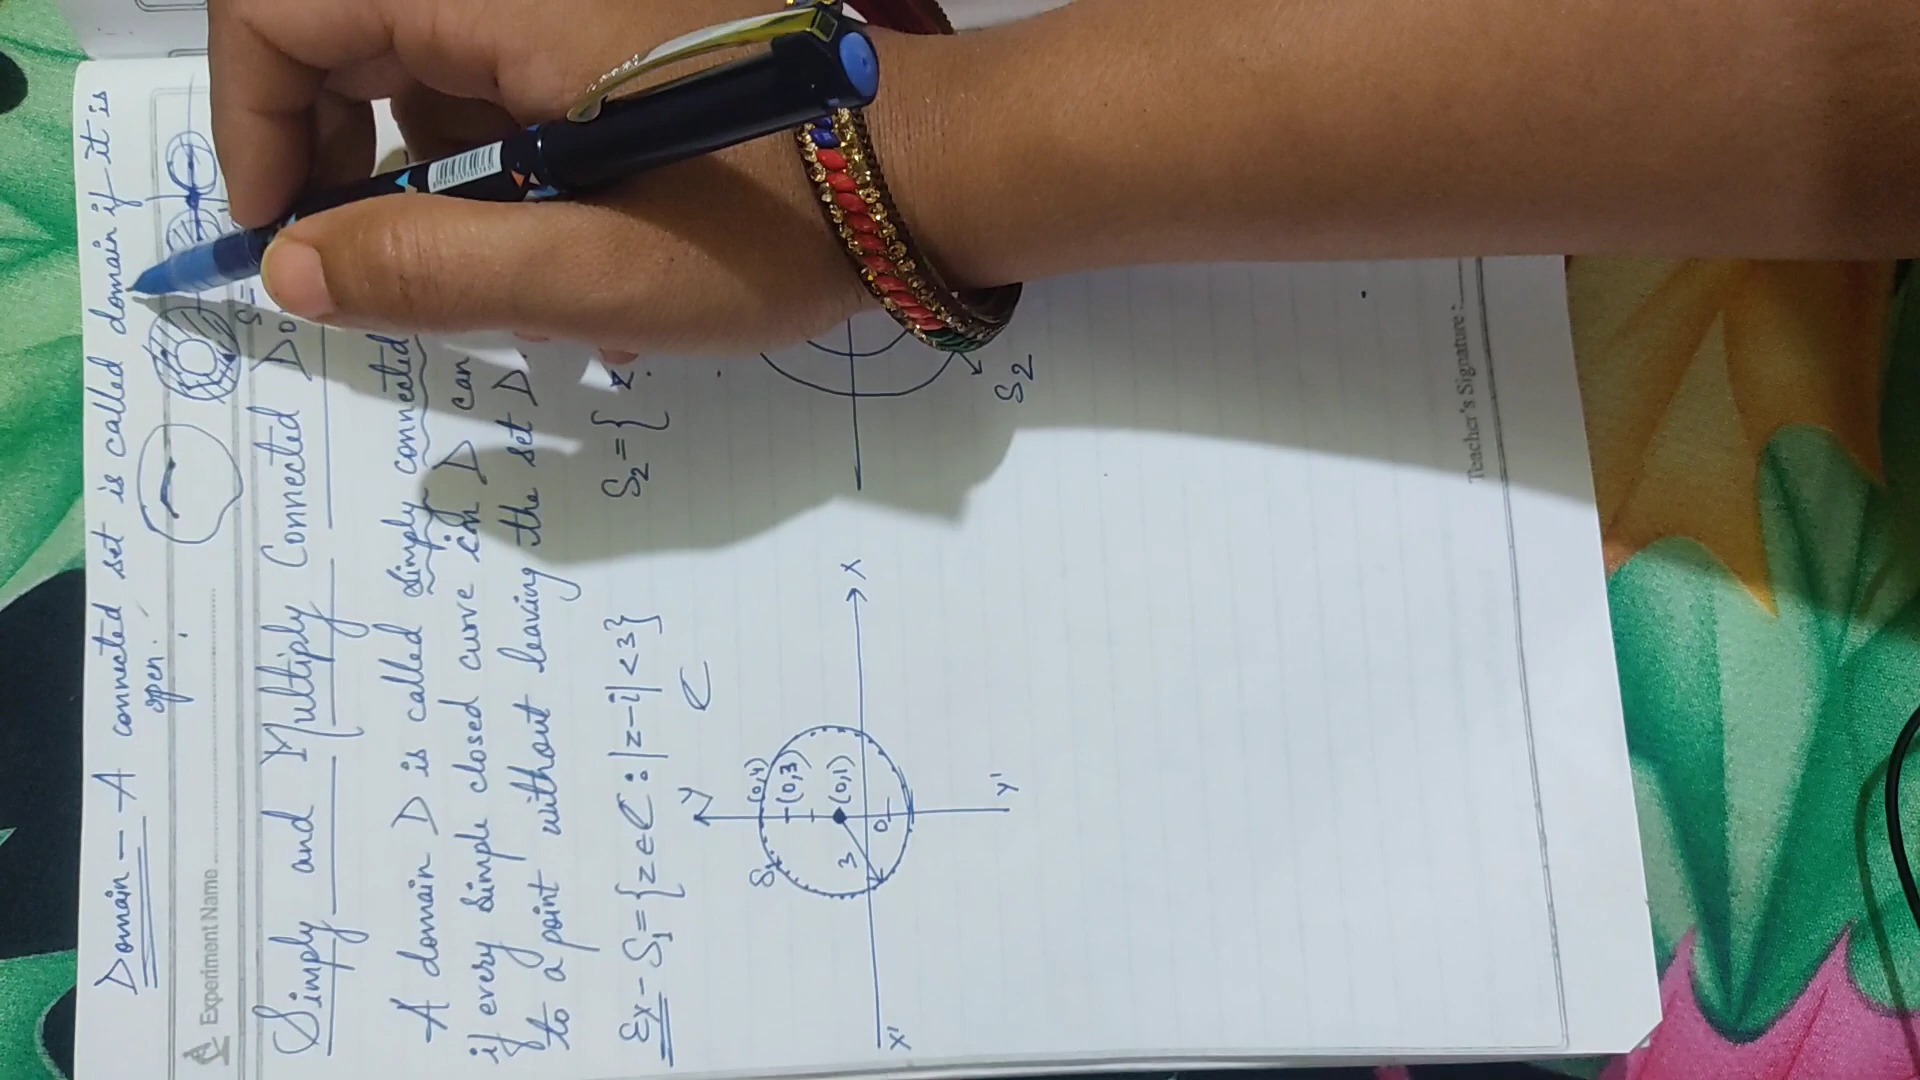 Domain - A connected set is called domain if it is
open.
Experiment Name
Simply and Multiply Connected Do
S=
A domain D is called simply connected
if every simple closed curve in D can
to a point without leaving the set D.
Ex - S₁ = {z∈ℂ : |z-i| < 3}
S₂ = { z
ℂ
Y
(0,4)
S₁
(0,3)
(0,1)
3
0
X
X'
Y'
S₂
Teacher's Signature :